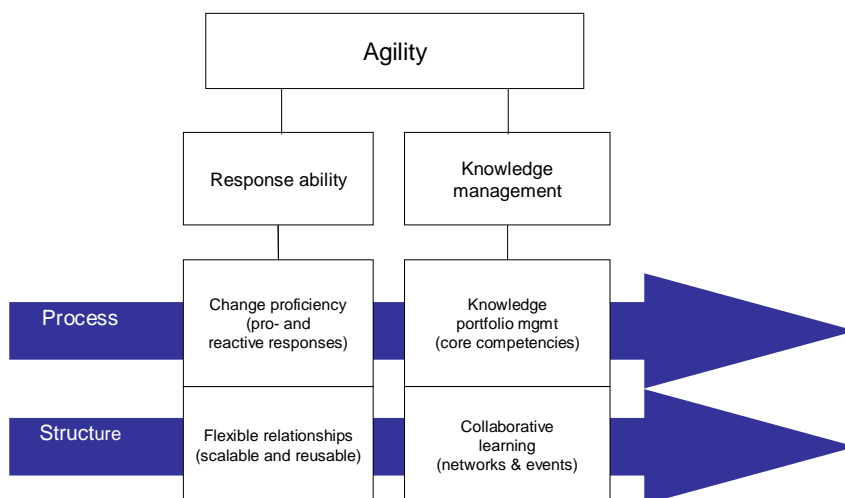 Agility
Response ability
Knowledge
management
Process
Change proficiency
(pro- and
reactive responses)
Knowledge
portfolio mgmt
(core competencies)
Structure
Flexible relationships
(scalable and reusable)
Collaborative
learning
(networks & events)